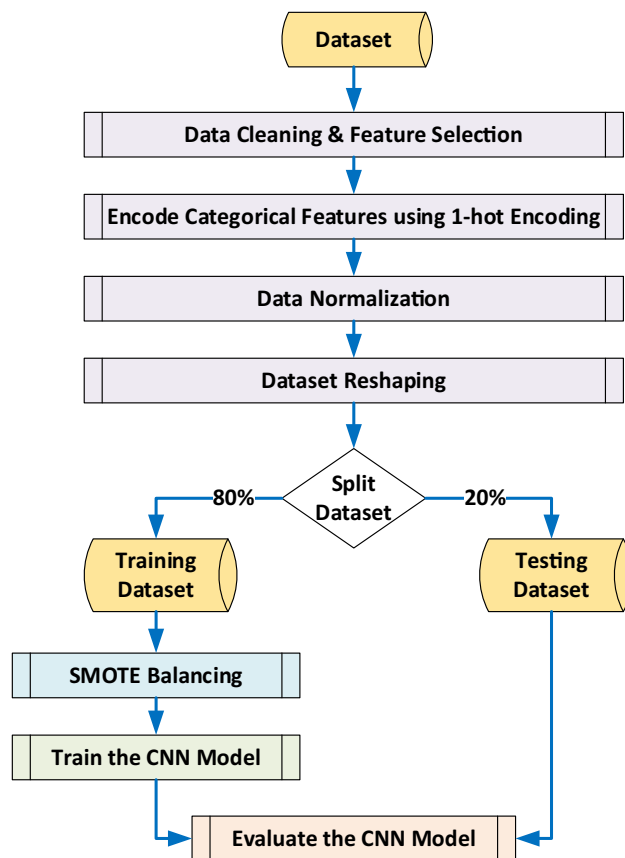 Dataset
Data Cleaning & Feature Selection
Encode Categorical Features using 1-hot Encoding
Data Normalization
Dataset Reshaping
Split
Dataset
80%
20%
Training
Dataset
Testing
Dataset
SMOTE Balancing
Train the CNN Model
Evaluate the CNN Model